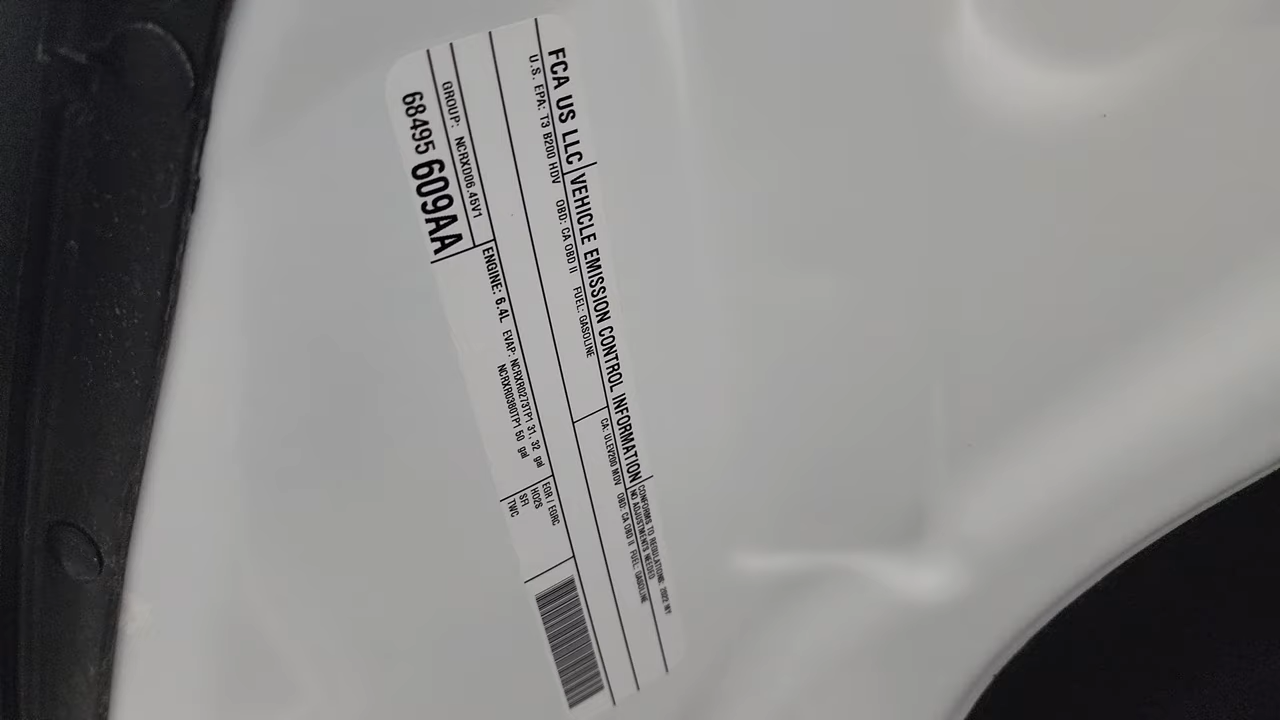 FCA US LLC VEHICLE EMISSION CONTROL INFORMATION
CONFORMS TO REGULATIONS: 2022 MY
NO ADJUSTMENTS NEEDED
U.S. EPA: T3 B200 HDV OBD: CA OBD II FUEL: GASOLINE
CA: ULEV200 MDV OBD: CA OBD II FUEL: GASOLINE
GROUP: NCRXD06.45V1
ENGINE: 6.4L EVAP: NCRXR0273TP1 31, 32 gal
NCRXR0380TP1 50 gal
EGR / EGRC
HO2S
SFI
TWC
68495609AA